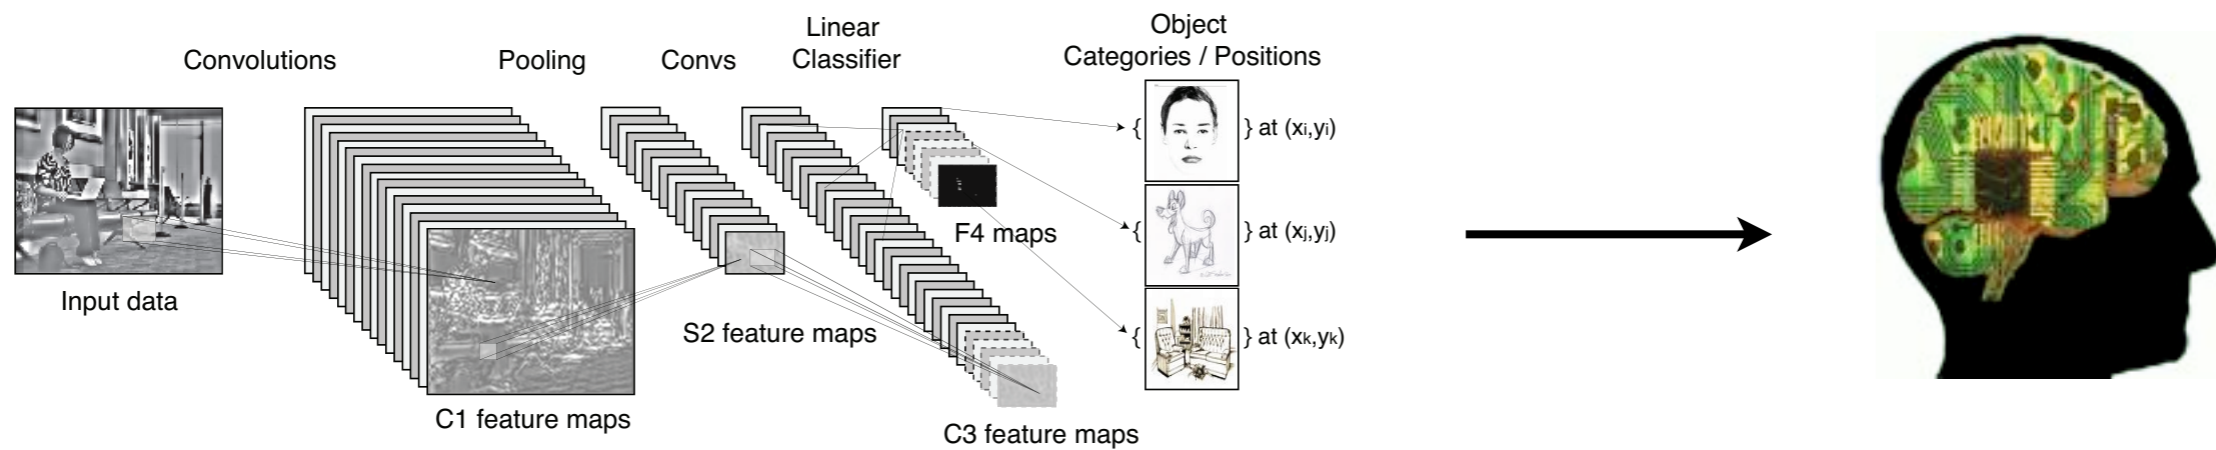 Convolutions
Pooling
Convs
Linear
Classifier
Object
Categories / Positions
Input data
C1 feature maps
S2 feature maps
C3 feature maps
F4 maps
{ } at (xi,yi)
{ } at (xj,yj)
{ } at (xk,yk)